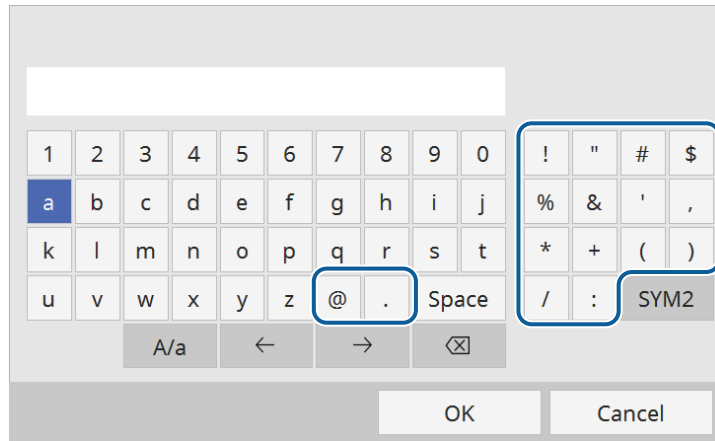 1 2 3 4 5 6 7 8 9 0 ! " # $
a b c d e f g h i j % & ' ,
k l m n o p q r s t * + ( )
u v w x y z @ . Space / : SYM2
A/a ← → ⌫
OK Cancel